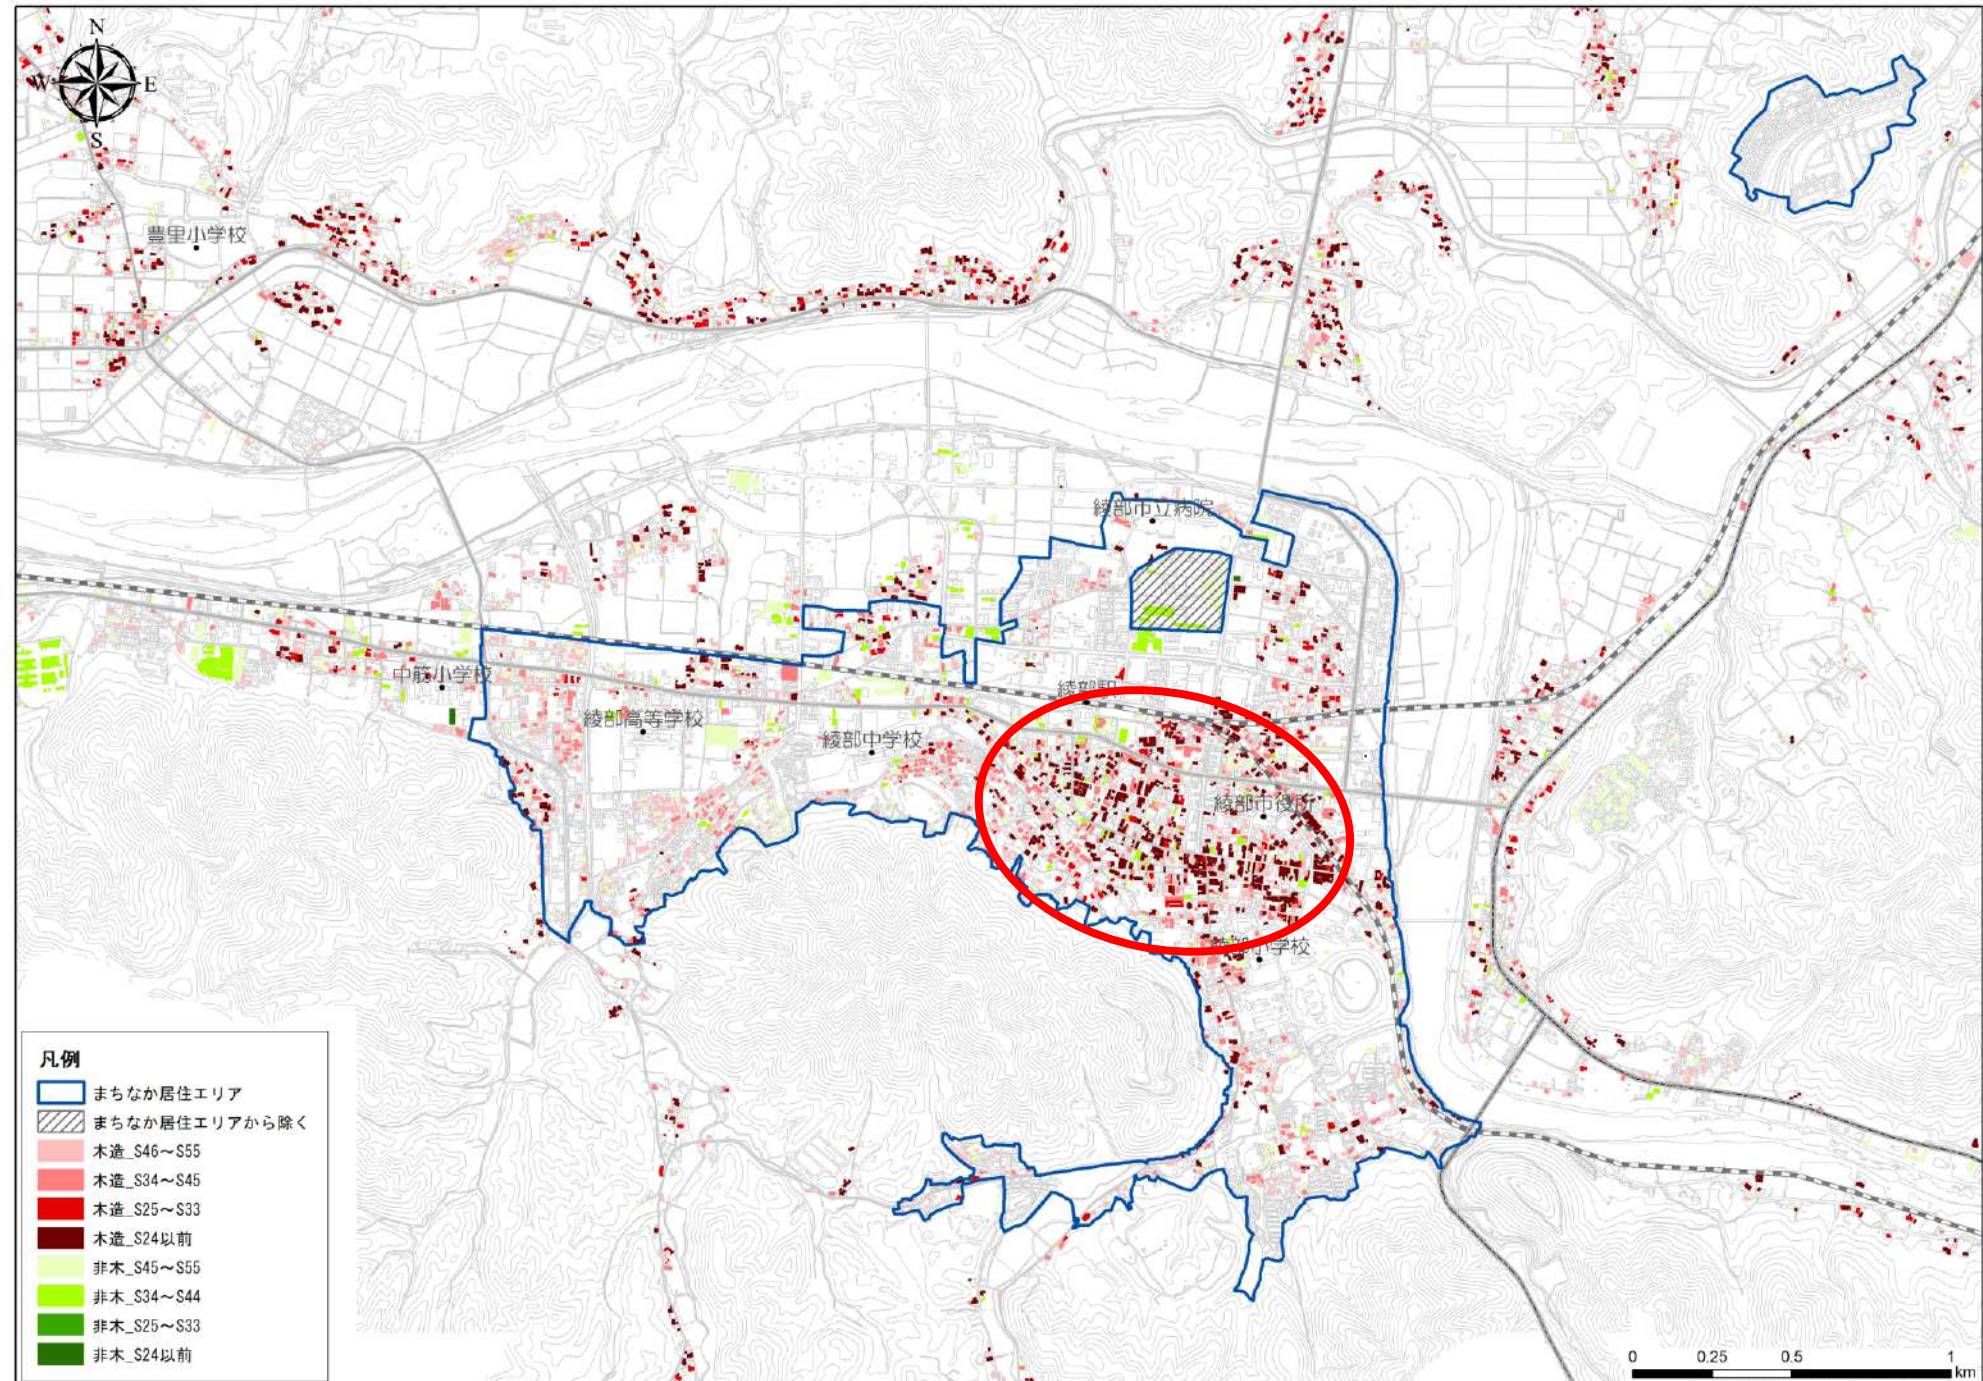 N
W
E
S
豊里小学校
綾部市立病院
中筋小学校
綾部駅
綾部高等学校
綾部中学校
綾部市役所
綾部小学校
凡例
まちなか居住エリア
まちなか居住エリアから除く
木造_S46~S55
木造_S34~S45
木造_S25~S33
木造_S24以前
非木_S45~S55
非木_S34~S44
非木_S25~S33
非木_S24以前
0 0.25 0.5 1
km